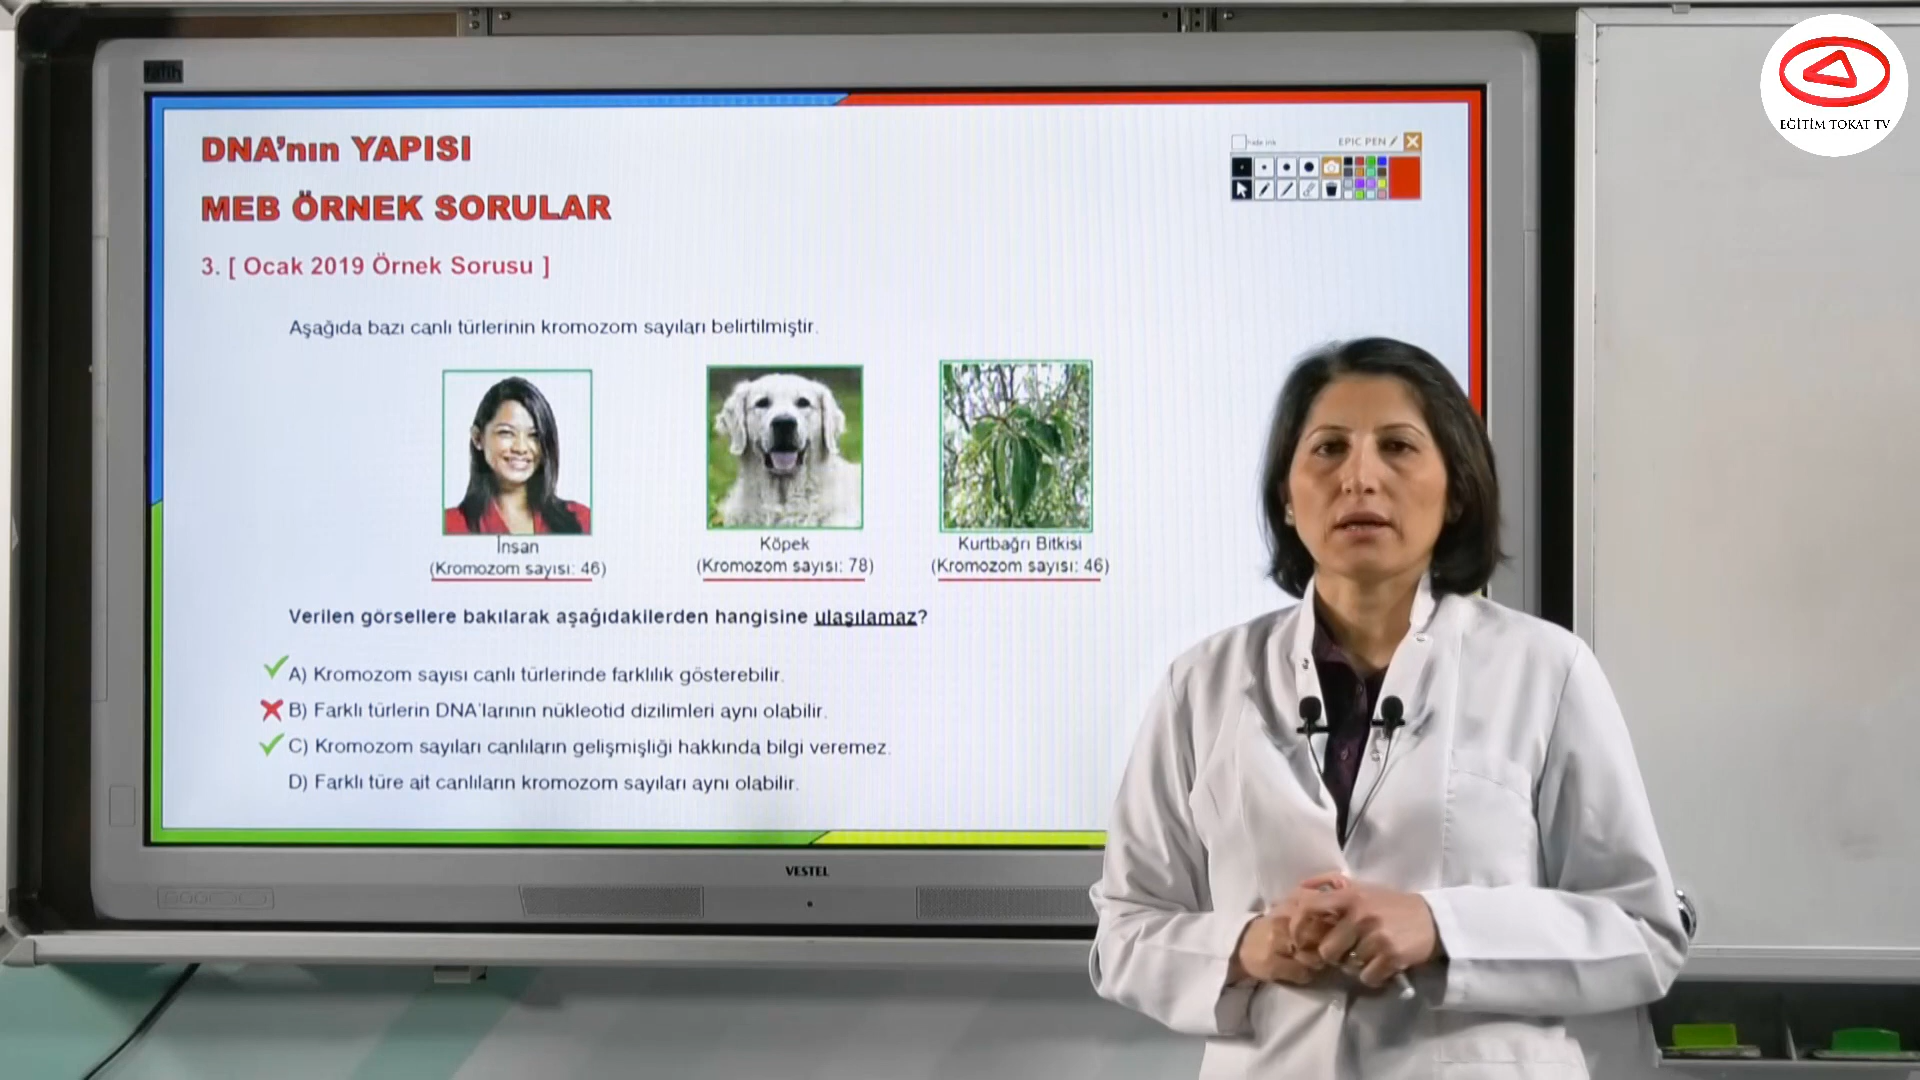 fatih
EĞİTİM TOKAT TV
DNA’nın YAPISI
MEB ÖRNEK SORULAR
hide ink
EPIC PEN
3. [ Ocak 2019 Örnek Sorusu ]
Aşağıda bazı canlı türlerinin kromozom sayıları belirtilmiştir.
İnsan
(Kromozom sayısı: 46)
Köpek
(Kromozom sayısı: 78)
Kurtbağrı Bitkisi
(Kromozom sayısı: 46)
Verilen görsellere bakılarak aşağıdakilerden hangisine ulaşılamaz?
A) Kromozom sayısı canlı türlerinde farklılık gösterebilir.
B) Farklı türlerin DNA’larının nükleotid dizilimleri aynı olabilir.
C) Kromozom sayıları canlıların gelişmişliği hakkında bilgi veremez.
D) Farklı türe ait canlıların kromozom sayıları aynı olabilir.
VESTEL